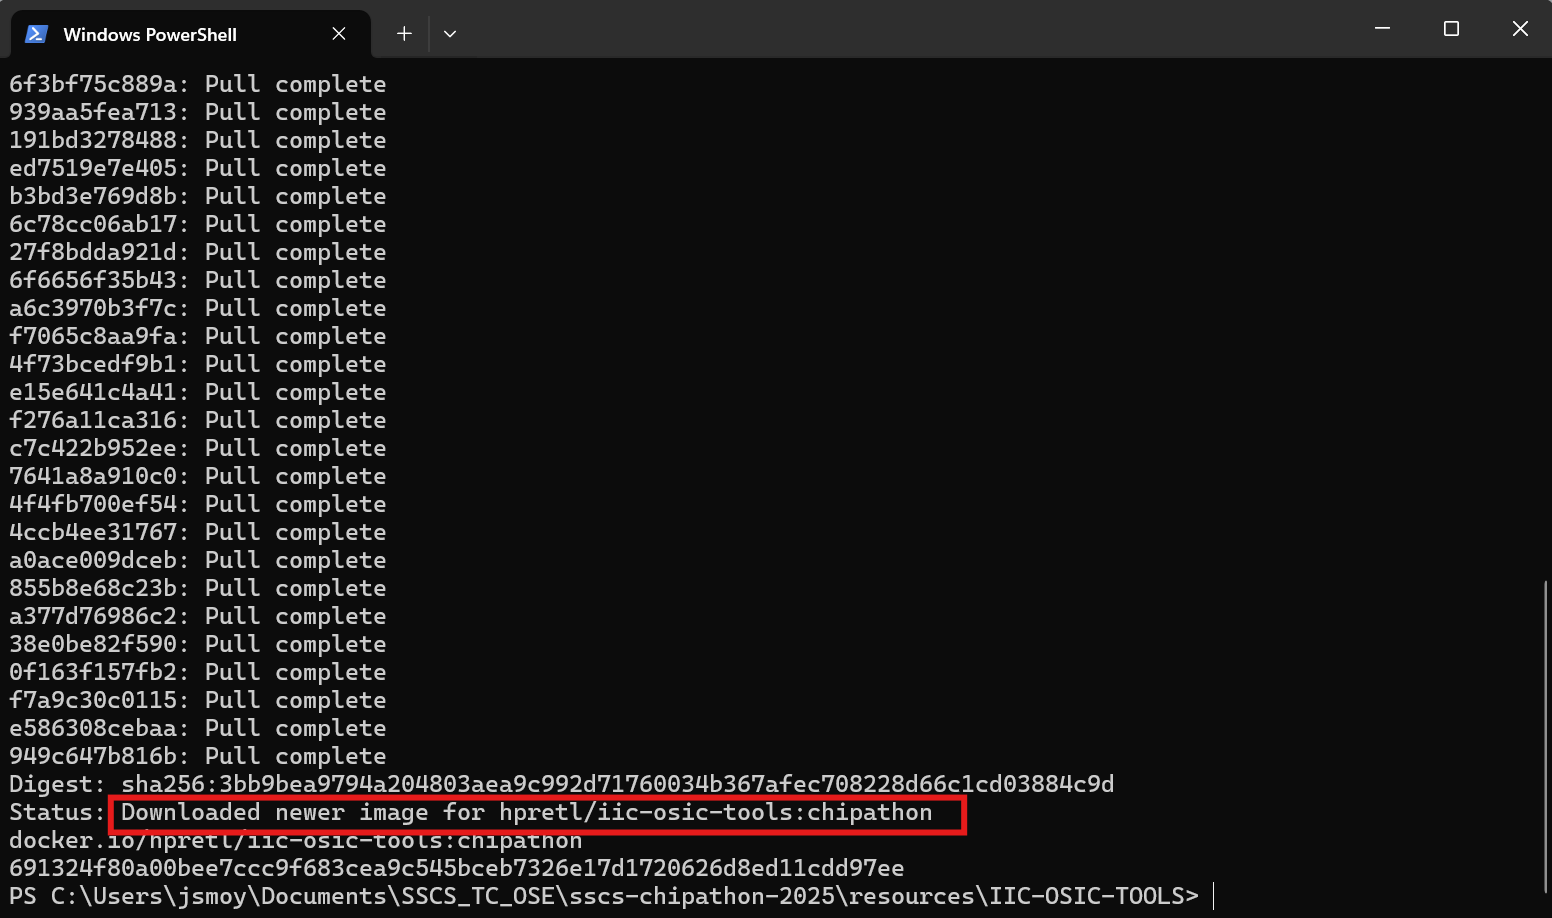 Windows PowerShell
6f3bf75c889a: Pull complete
939aa5fea713: Pull complete
191bd3278488: Pull complete
ed7519e7e405: Pull complete
b3bd3e769d8b: Pull complete
6c78cc06ab17: Pull complete
27f8bdda921d: Pull complete
6f6656f35b43: Pull complete
a6c3970b3f7c: Pull complete
f7065c8aa9fa: Pull complete
4f73bcedf9b1: Pull complete
e15e641c4a41: Pull complete
f276a11ca316: Pull complete
c7c422b952ee: Pull complete
7641a8a910c0: Pull complete
4f4fb700ef54: Pull complete
4ccb4ee31767: Pull complete
a0ace009dceb: Pull complete
855b8e68c23b: Pull complete
a377d76986c2: Pull complete
38e0be82f590: Pull complete
0f163f157fb2: Pull complete
f7a9c30c0115: Pull complete
e586308cebaa: Pull complete
949c647b816b: Pull complete
Digest: sha256:3bb9bea9794a204803aea9c992d71760034b367afec708228d66c1cd03884c9d
Status: Downloaded newer image for hpretl/iic-osic-tools:chipathon
docker.io/hpretl/iic-osic-tools:chipathon
691324f80a00bee7ccc9f683cea9c545bceb7326e17d1720626d8ed11cdd97ee
PS C:\Users\jsmoy\Documents\SSCS_TC_OSE\sscs-chipathon-2025\resources\IIC-OSIC-TOOLS>